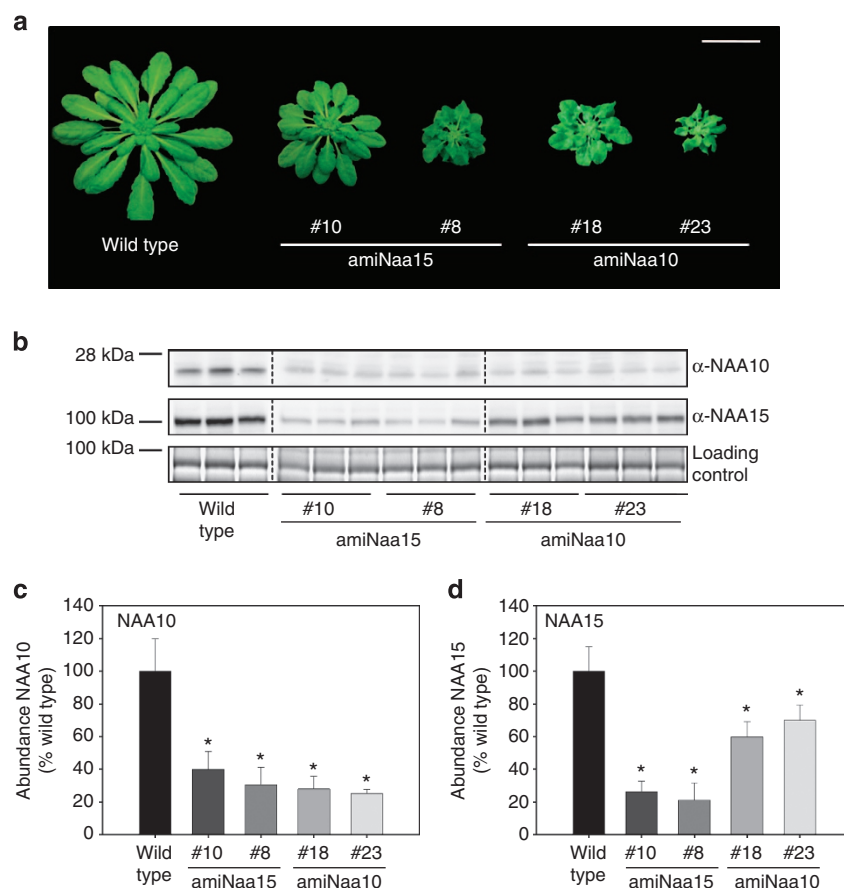 a
Wild type
#10
#8
#18
#23
amiNaa15
amiNaa10
b
28 kDa
α-NAA10
100 kDa
α-NAA15
100 kDa
Loading
control
Wild
type
#10
#8
#18
#23
amiNaa15
amiNaa10
c
NAA10
Abundance NAA10
(% wild type)
140
120
100
80
60
40
20
0
*
*
*
*
Wild
type
#10
#8
#18
#23
amiNaa15
amiNaa10
d
NAA15
Abundance NAA15
(% wild type)
140
120
100
80
60
40
20
0
*
*
*
*
Wild
type
#10
#8
#18
#23
amiNaa15
amiNaa10